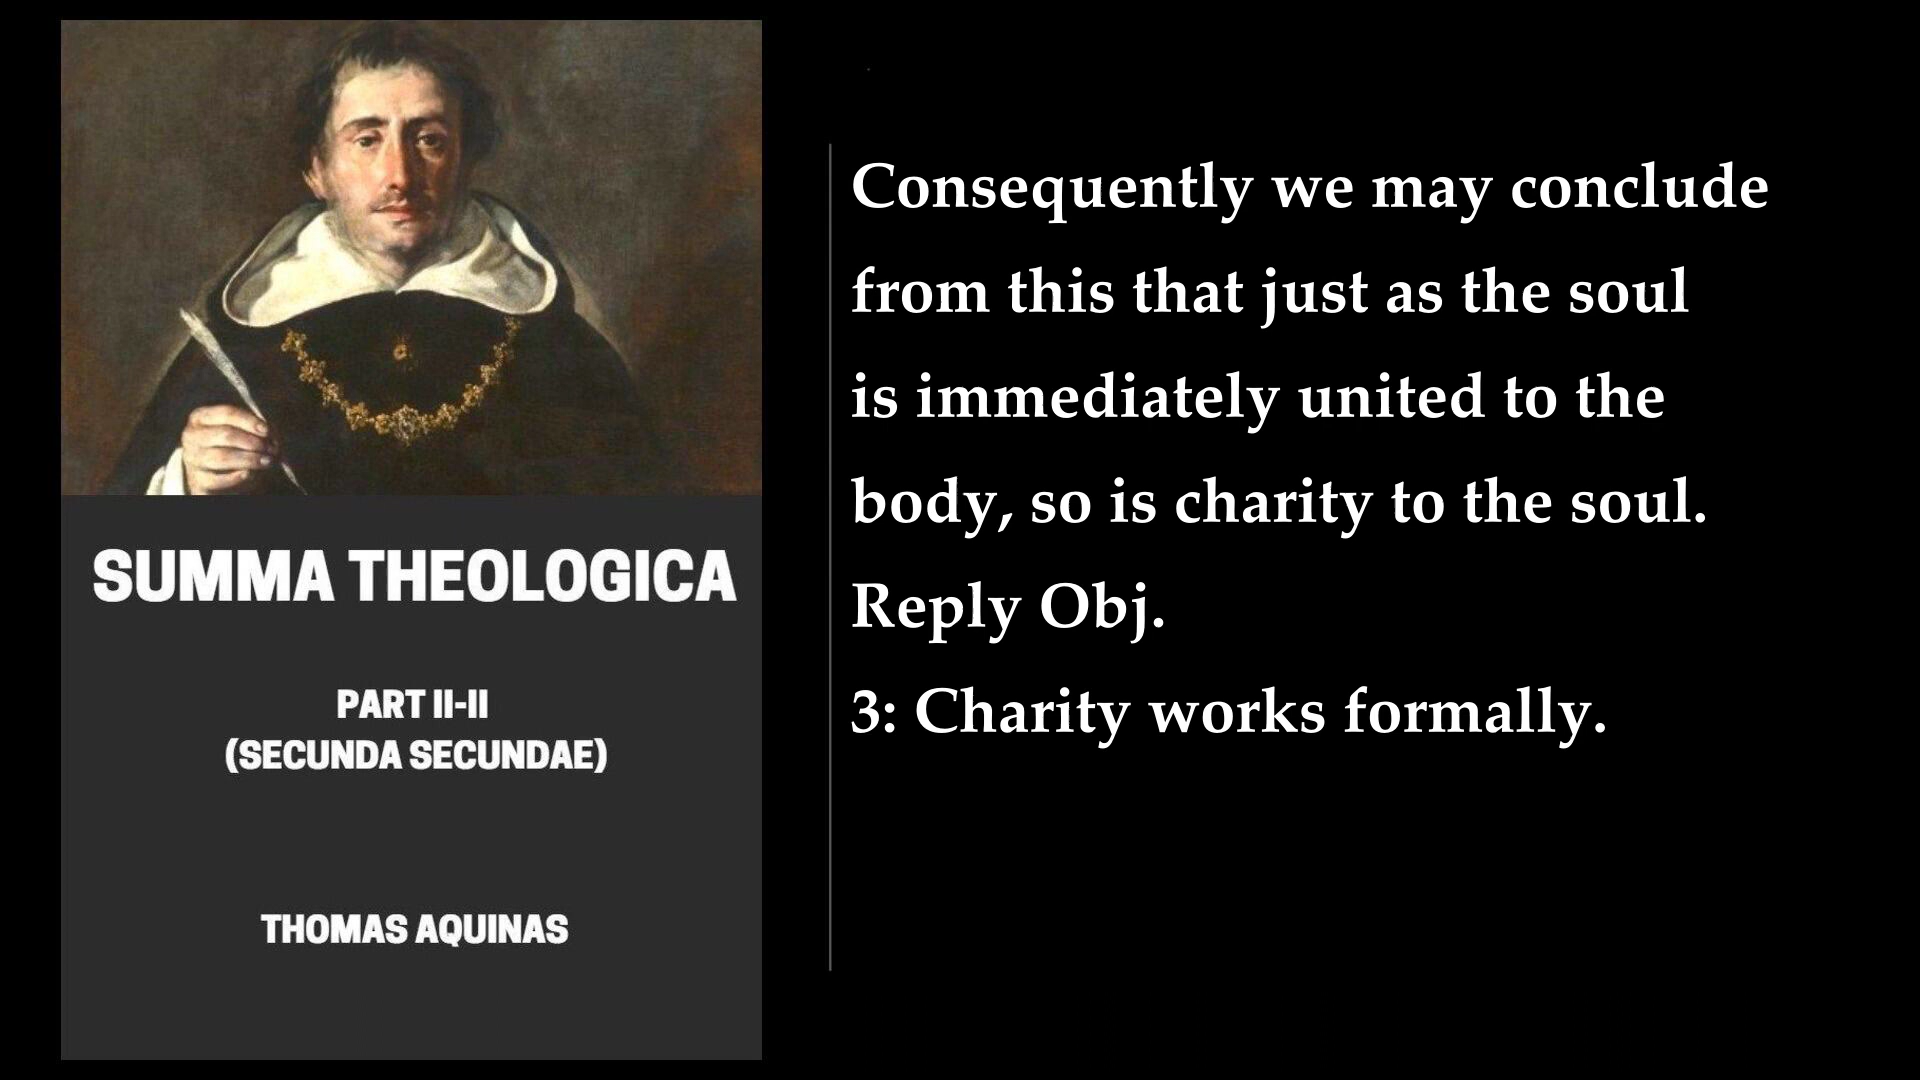 SUMMA THEOLOGICA
PART II-II
(SECUNDA SECUNDAE)
THOMAS AQUINAS
Consequently we may conclude
from this that just as the soul
is immediately united to the
body, so is charity to the soul.
Reply Obj.
3: Charity works formally.